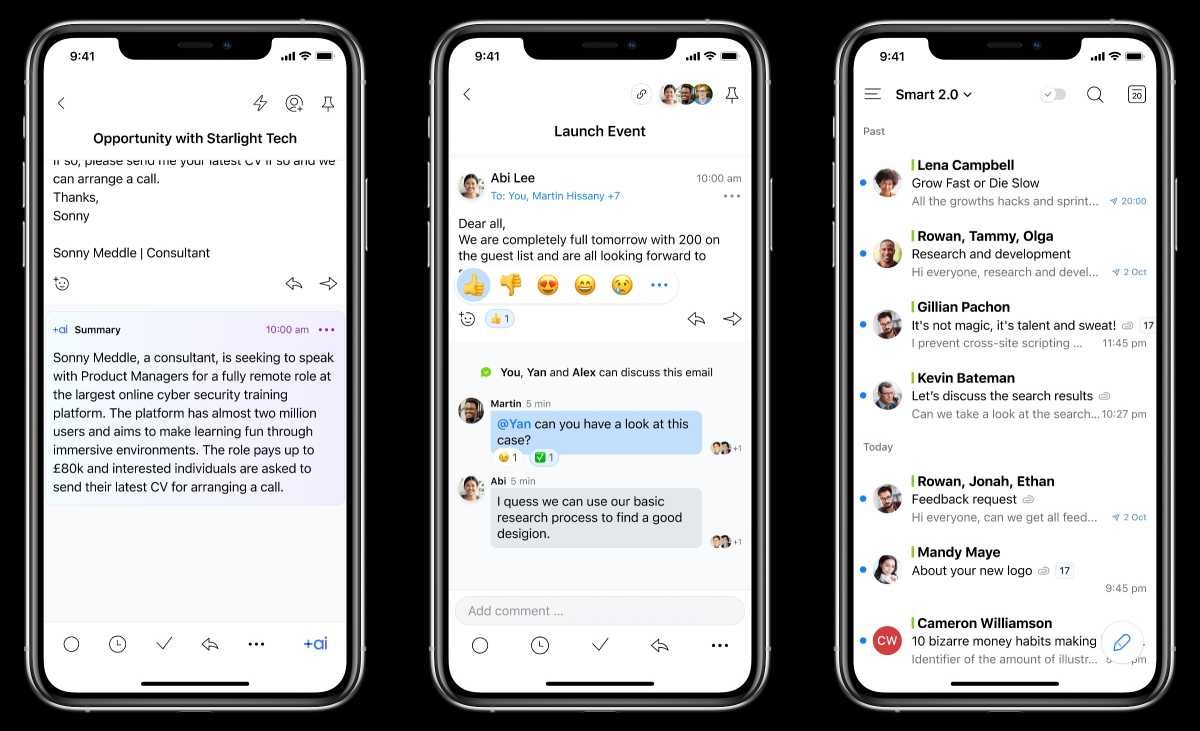 9:41
Opportunity with Starlight Tech
If so, please send me your latest CV if so and we
can arrange a call.
Thanks,
Sonny
Sonny Meddle | Consultant
+ai Summary 10:00 am
Sonny Meddle, a consultant, is seeking to speak
with Product Managers for a fully remote role at
the largest online cyber security training
platform. The platform has almost two million
users and aims to make learning fun through
immersive environments. The role pays up to
£80k and interested individuals are asked to
send their latest CV for arranging a call.
+ai
9:41
Launch Event
Abi Lee 10:00 am
To: You, Martin Hissany +7
Dear all,
We are completely full tomorrow with 200 on
the guest list and are all looking forward to
1
You, Yan and Alex can discuss this email
Martin 5 min
@Yan can you have a look at this
case?
+1
1 1
Abi 5 min
I quess we can use our basic
research process to find a good
desigion.
+1
Add comment ...
9:41
Smart 2.0 20
Past
Lena Campbell
Grow Fast or Die Slow
All the growths hacks and sprint... 20:00
Rowan, Tammy, Olga
Research and development
Hi everyone, research and devel... 2 Oct
Gillian Pachon
It's not magic, it's talent and sweat! 17
I prevent cross-site scripting ... 11:45 pm
Kevin Bateman
Let's discuss the search results
Can we take a look at the search... 10:27 pm
Today
Rowan, Jonah, Ethan
Feedback request
Hi everyone, can we get all feed... 2 Oct
Mandy Maye
About your new logo 17
9:45 pm
CW
Cameron Williamson
10 bizarre money habits making
Identifier of the amount of illustr... pm